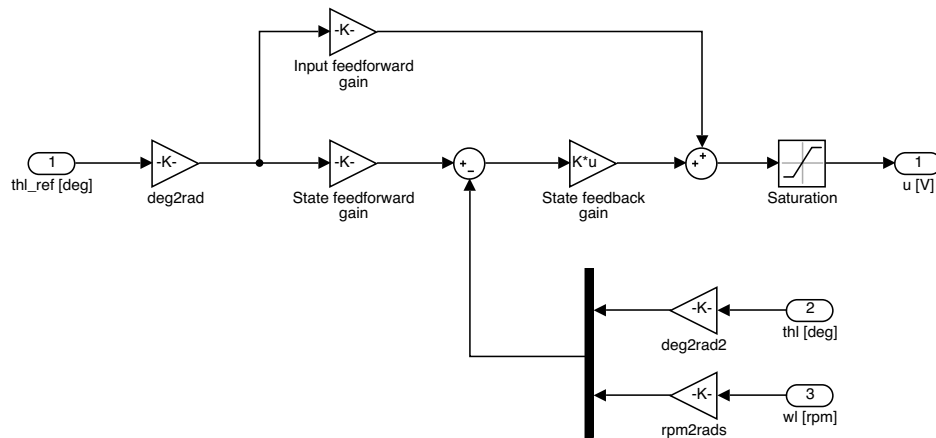 -K-
Input feedforward
gain
1
thl_ref [deg]
-K-
deg2rad
-K-
State feedforward
gain
+
−
K*u
State feedback
gain
+
+
Saturation
1
u [V]
-K-
deg2rad2
2
thl [deg]
-K-
rpm2rads
3
wl [rpm]